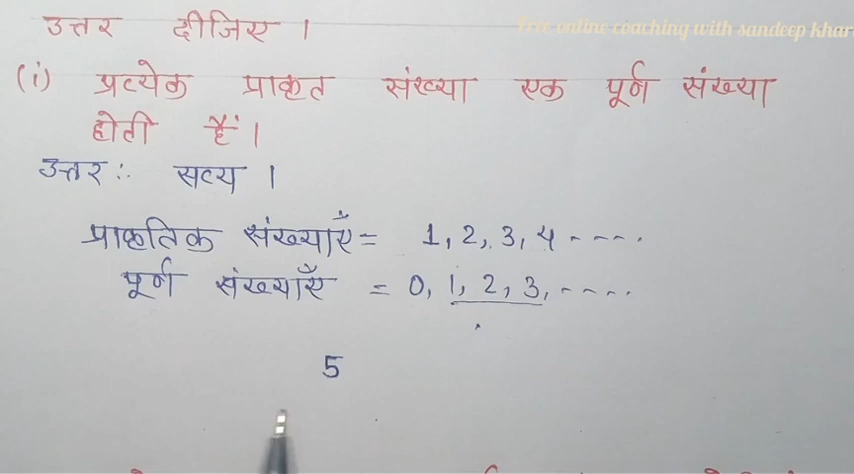 Free online coaching with sandeep khar
उत्तर दीजिए ।
(i) प्रत्येक प्राकृत संख्या एक पूर्ण संख्या
होती हैं ।
उत्तर :- सत्य ।
प्राकृतिक संख्याएँ = 1, 2, 3, 4 - - - - .
पूर्ण संख्याएँ = 0, 1, 2, 3, - - - - .
5